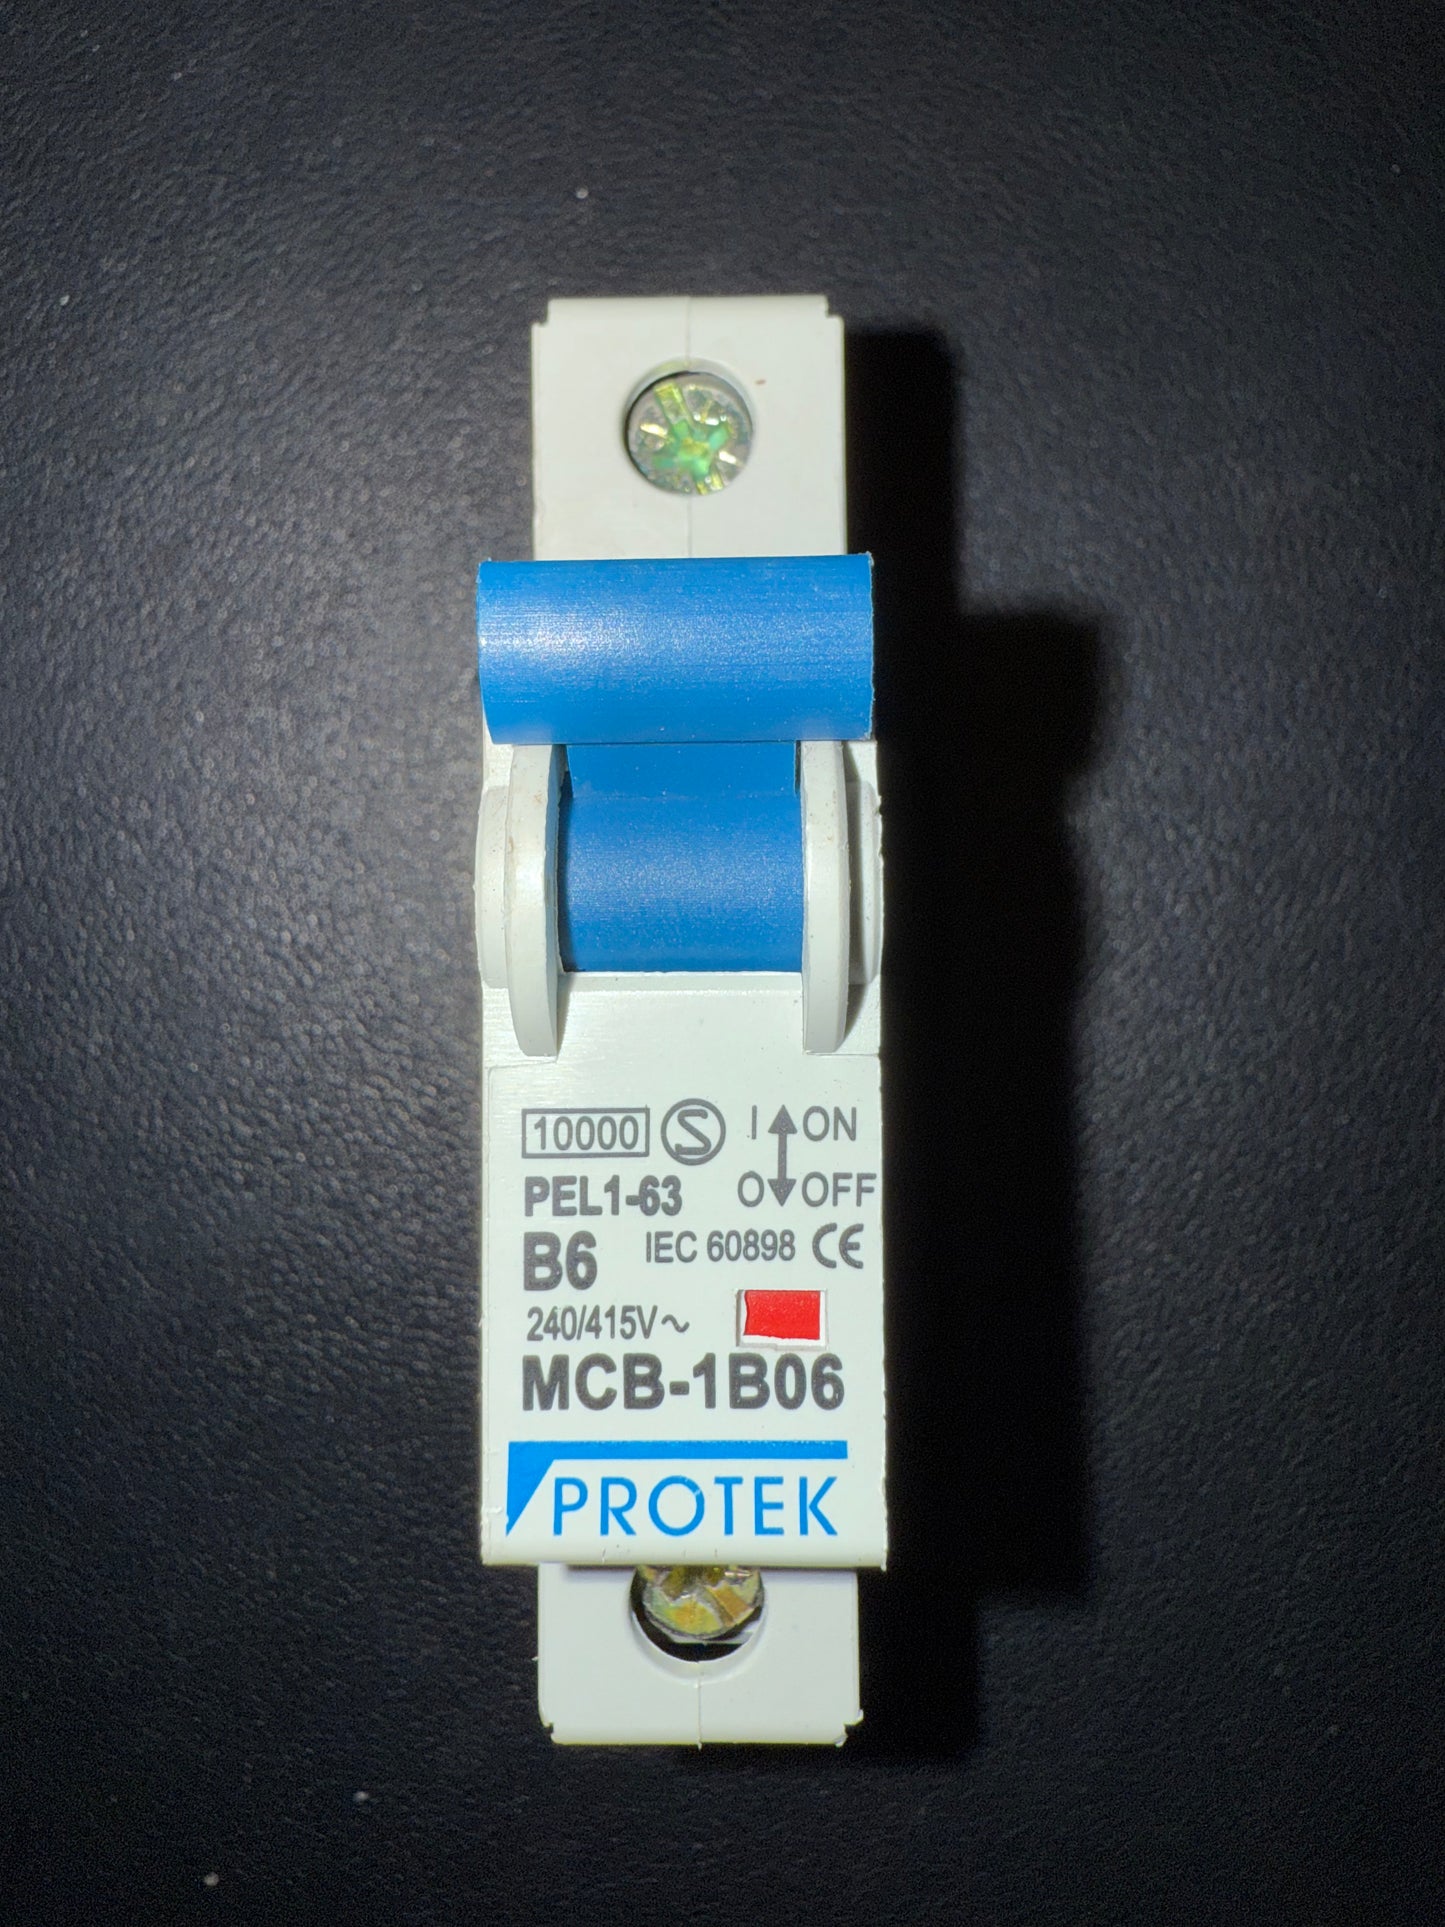 10000 S I ON
PEL1-63 O OFF
B6 IEC 60898 CE
240/415V~
MCB-1B06
PROTEK